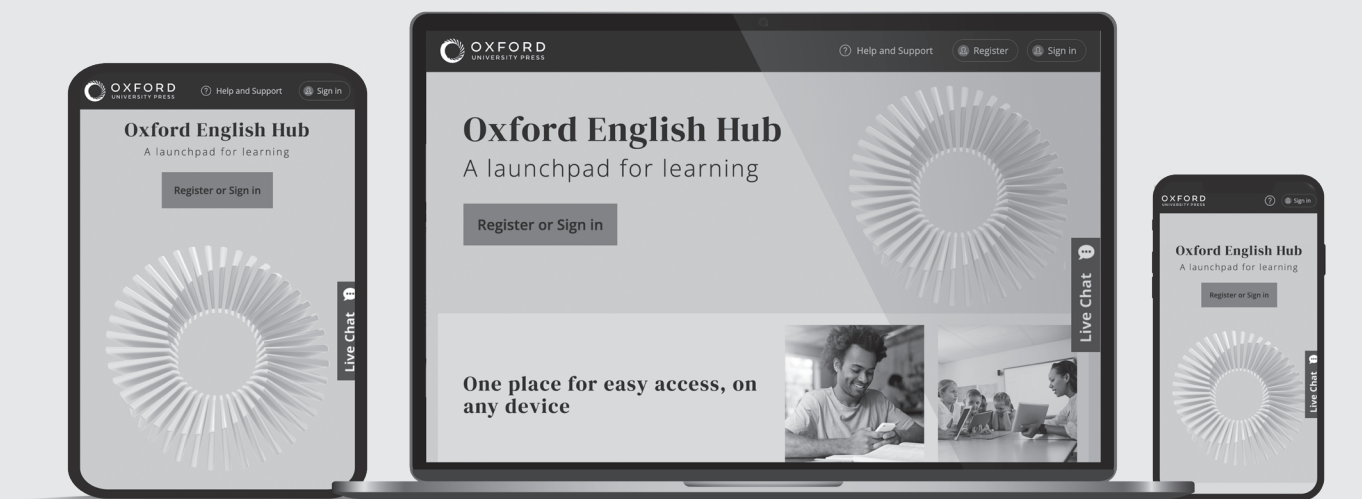 OXFORD
UNIVERSITY PRESS
Help and Support
Sign in
Oxford English Hub
A launchpad for learning
Register or Sign in
Live Chat
OXFORD
UNIVERSITY PRESS
Help and Support
Register
Sign in
Oxford English Hub
A launchpad for learning
Register or Sign in
Live Chat
One place for easy access, on
any device
OXFORD
UNIVERSITY PRESS
Sign in
Oxford English Hub
A launchpad for learning
Register or Sign in
Live Chat